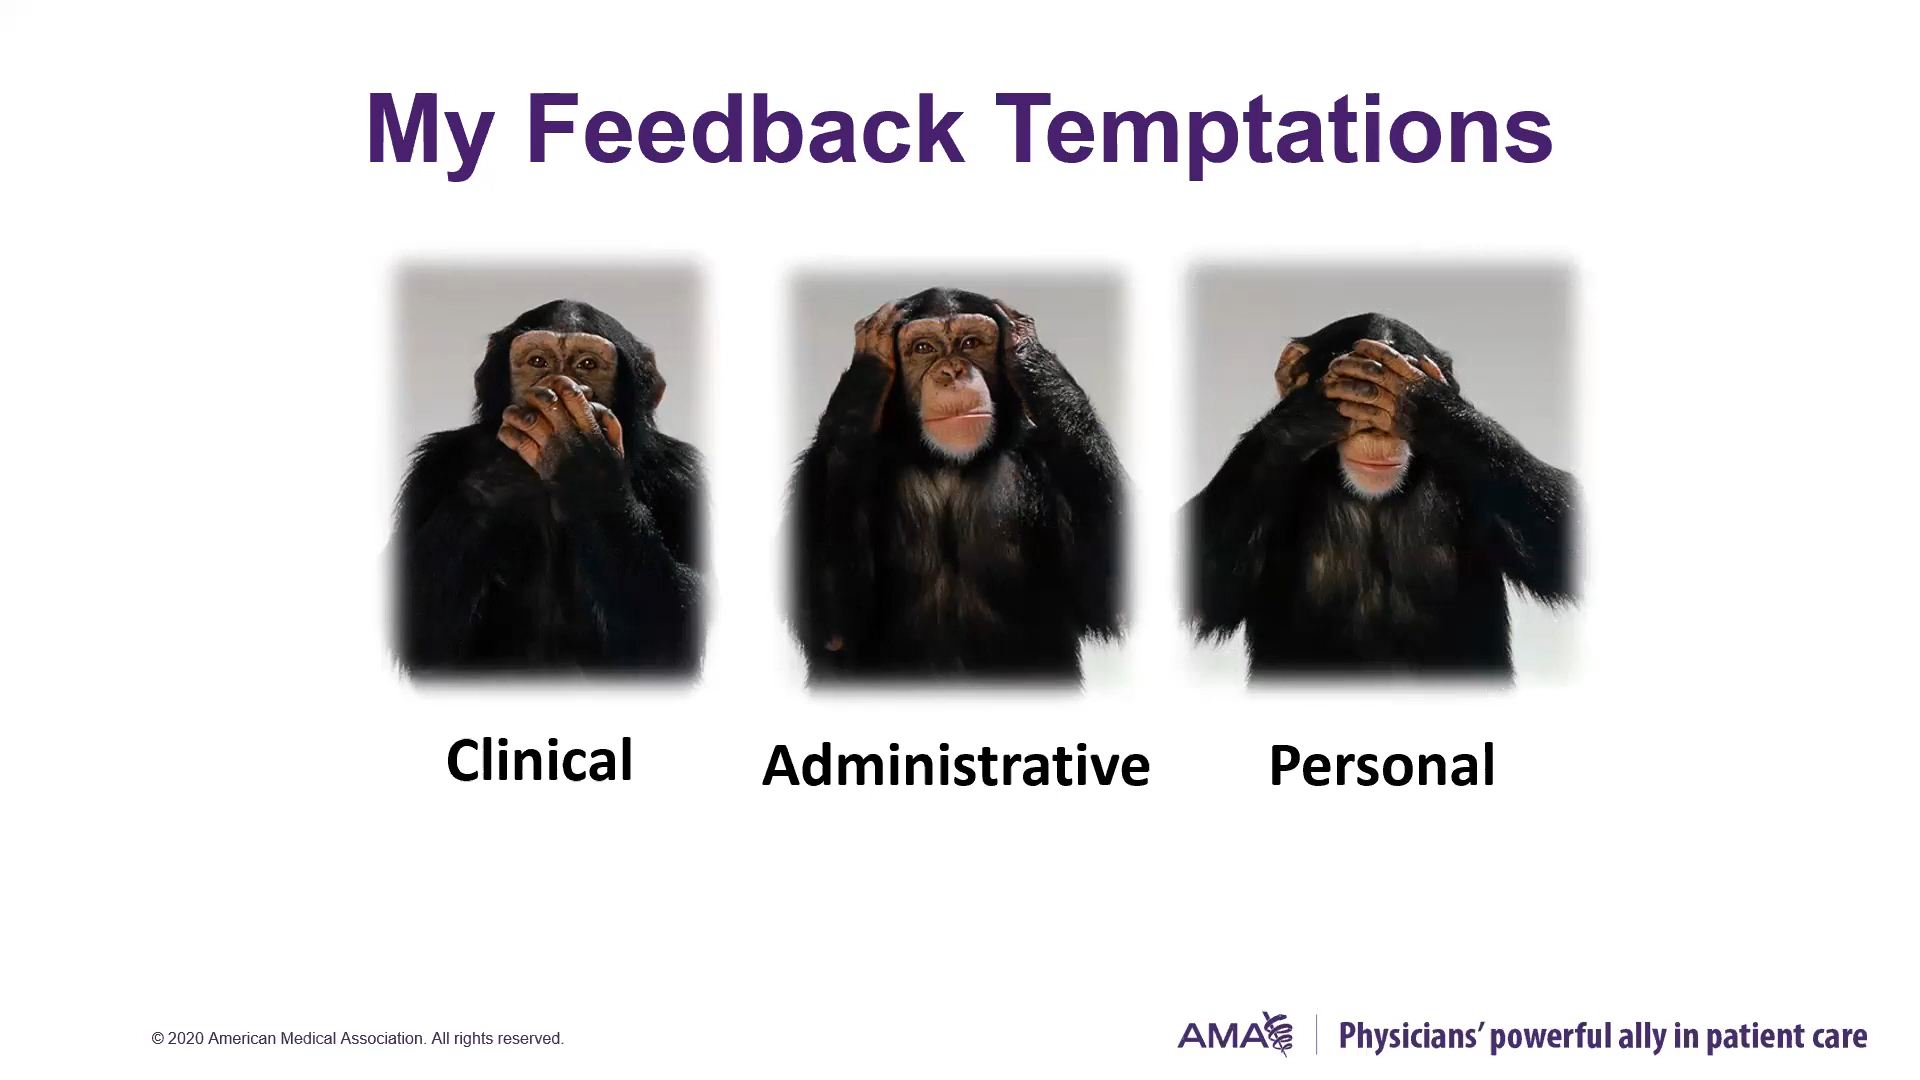 My Feedback Temptations
Clinical
Administrative
Personal
© 2020 American Medical Association. All rights reserved.
AMA
Physicians’ powerful ally in patient care